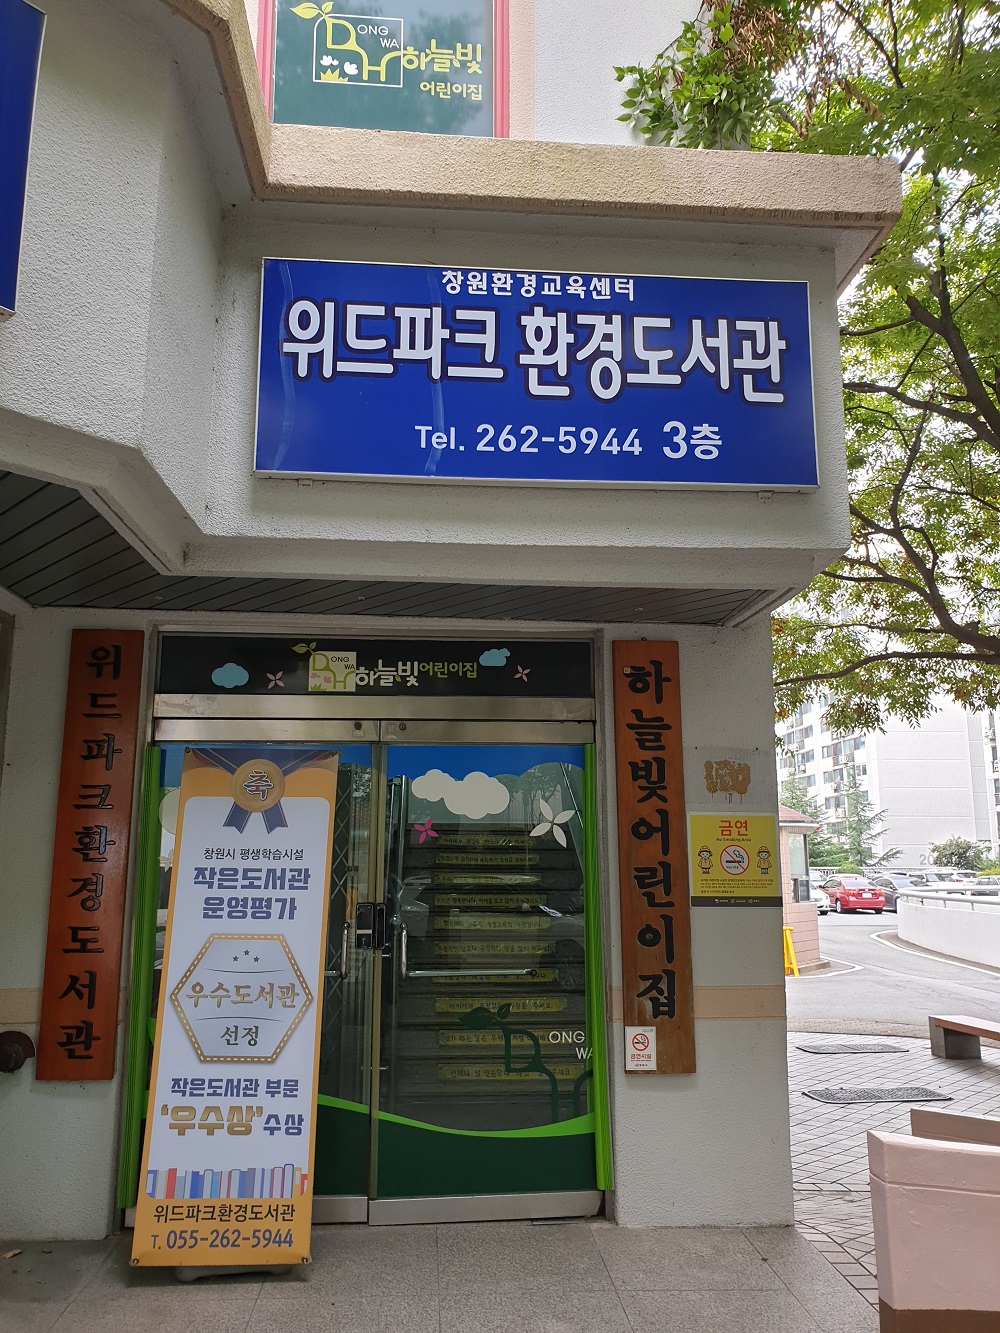 DONG
WA
H
하늘빛
어린이집
창원환경교육센터
위드파크 환경도서관
Tel. 262-5944 3층
DONG
WA
H
하늘빛어린이집
위드파크환경도서관
하늘빛어린이집
축
창원시 평생학습시설
작은도서관
운영평가
우수도서관
선정
작은도서관 부문
'우수상'수상
위드파크환경도서관
T. 055-262-5944
금연
No Smoking Area
금연시설
DONG
WA